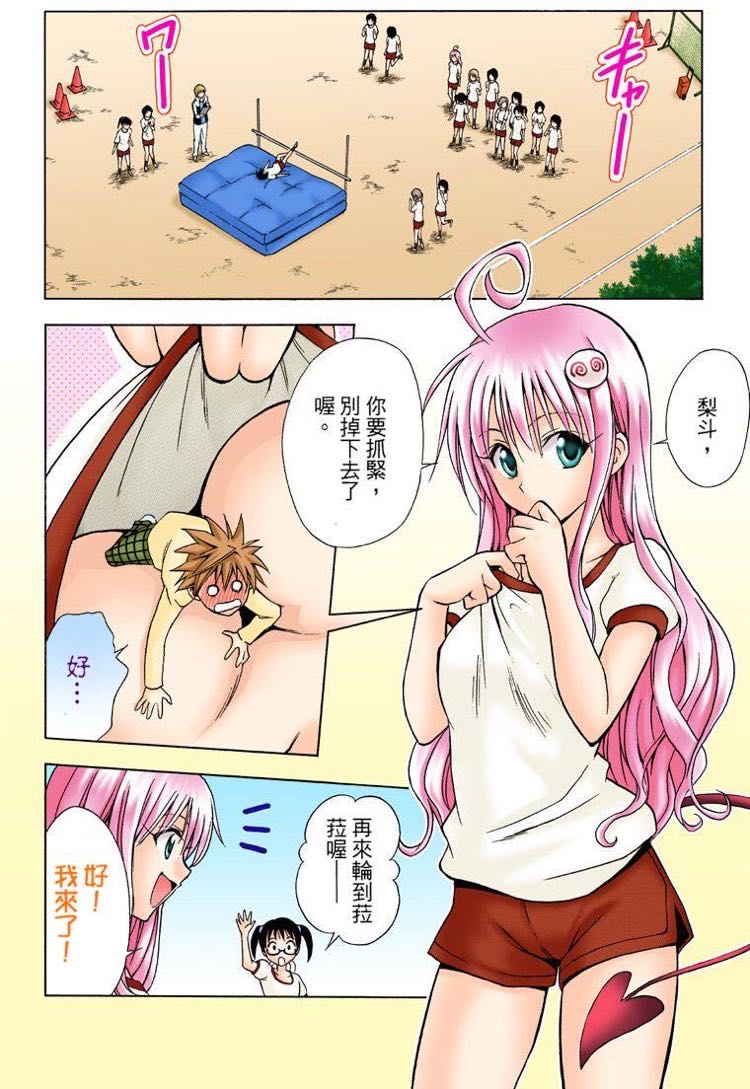 キャー
ワー
梨斗，
你要抓緊，
別掉下去了
喔。
好⋯
再來輪到菈
菈喔──
好！
我來了！